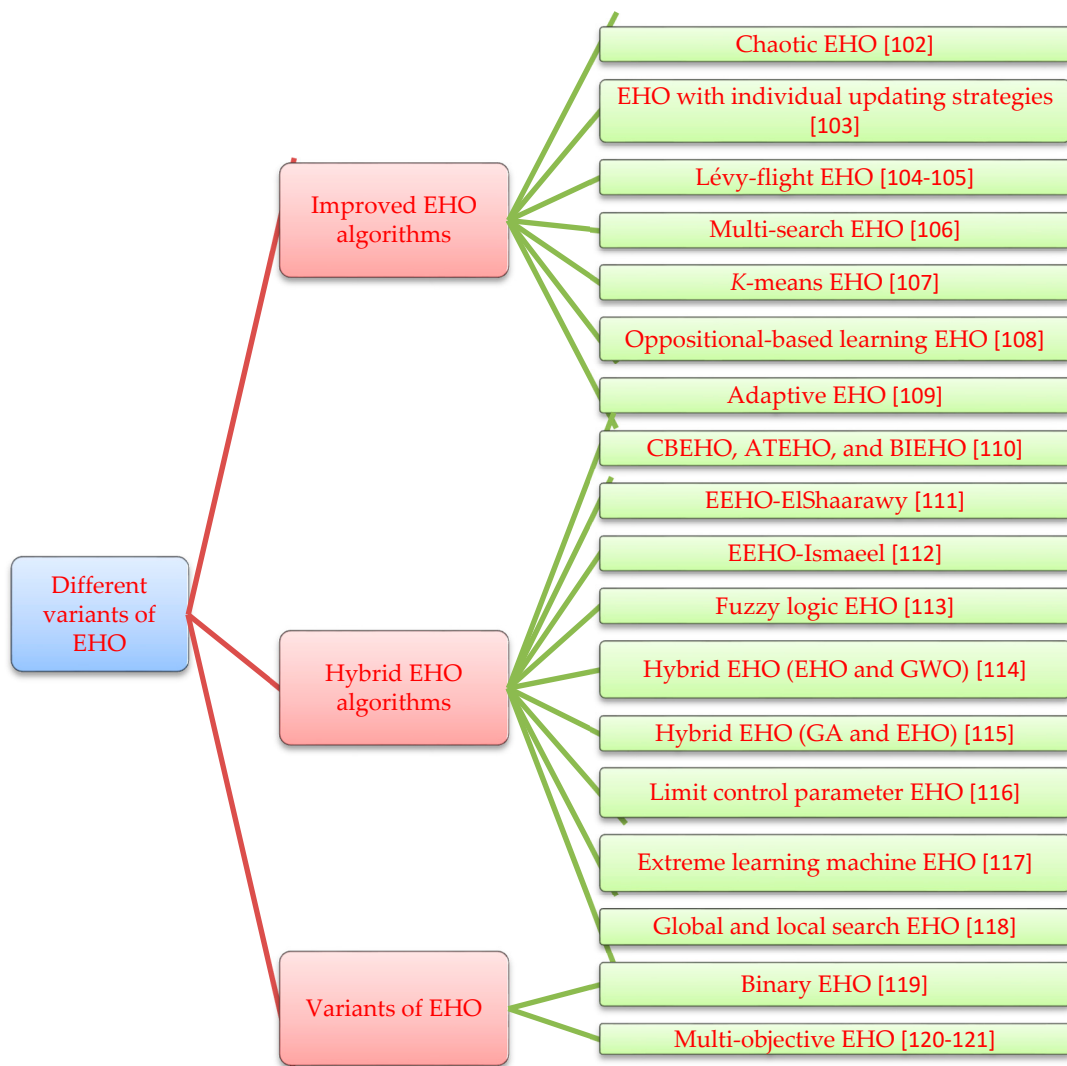 Different
variants of
EHO
Improved EHO
algorithms
Chaotic EHO [102]
EHO with individual updating strategies
[103]
Lévy-flight EHO [104-105]
Multi-search EHO [106]
K-means EHO [107]
Oppositional-based learning EHO [108]
Adaptive EHO [109]
CBEHO, ATEHO, and BIEHO [110]
Hybrid EHO
algorithms
EEHO-ElShaarawy [111]
EEHO-Ismaeel [112]
Fuzzy logic EHO [113]
Hybrid EHO (EHO and GWO) [114]
Hybrid EHO (GA and EHO) [115]
Limit control parameter EHO [116]
Extreme learning machine EHO [117]
Global and local search EHO [118]
Variants of EHO
Binary EHO [119]
Multi-objective EHO [120-121]